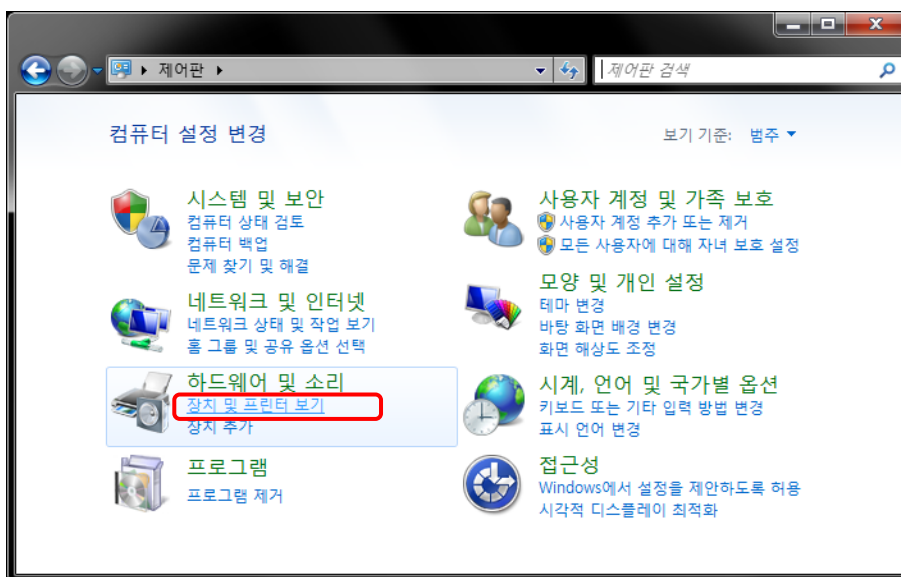 제어판
제어판 검색
컴퓨터 설정 변경
보기 기준: 범주
시스템 및 보안
컴퓨터 상태 검토
컴퓨터 백업
문제 찾기 및 해결
네트워크 및 인터넷
네트워크 상태 및 작업 보기
홈 그룹 및 공유 옵션 선택
하드웨어 및 소리
장치 및 프린터 보기
장치 추가
프로그램
프로그램 제거
사용자 계정 및 가족 보호
사용자 계정 추가 또는 제거
모든 사용자에 대해 자녀 보호 설정
모양 및 개인 설정
테마 변경
바탕 화면 배경 변경
화면 해상도 조정
시계, 언어 및 국가별 옵션
키보드 또는 기타 입력 방법 변경
표시 언어 변경
접근성
Windows에서 설정을 제안하도록 허용
시각적 디스플레이 최적화